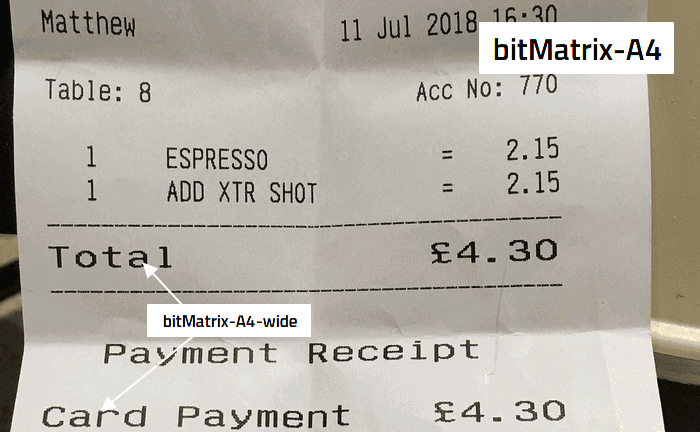 Matthew 11 Jul 2018 16:30
bitMatrix-A4
Table: 8 Acc No: 770
1 ESPRESSO = 2.15
1 ADD XTR SHOT = 2.15
Total £4.30
bitMatrix-A4-wide
Payment Receipt
Card Payment £4.30